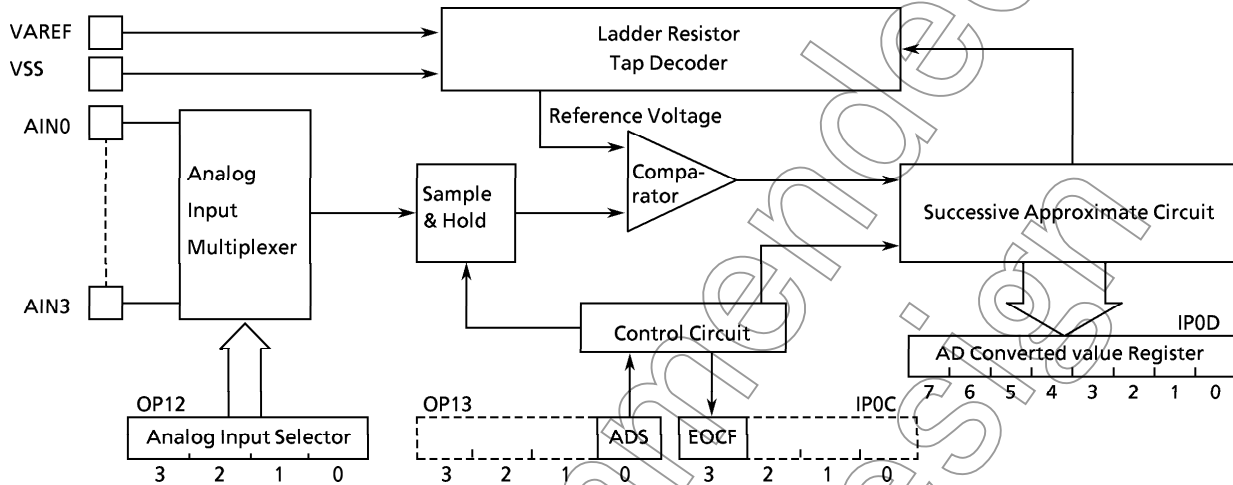 VAREF
VSS
AIN0
AIN3
Ladder Resistor
Tap Decoder
Reference Voltage
Analog
Input
Multiplexer
Sample
& Hold
Compa-
rator
Successive Approximate Circuit
Control Circuit
IP0D
AD Converted value Register
7 6 5 4 3 2 1 0
OP12
Analog Input Selector
3 2 1 0
OP13
IP0C
ADS
EOCF
3 2 1 0
3 2 1 0
mended
esign